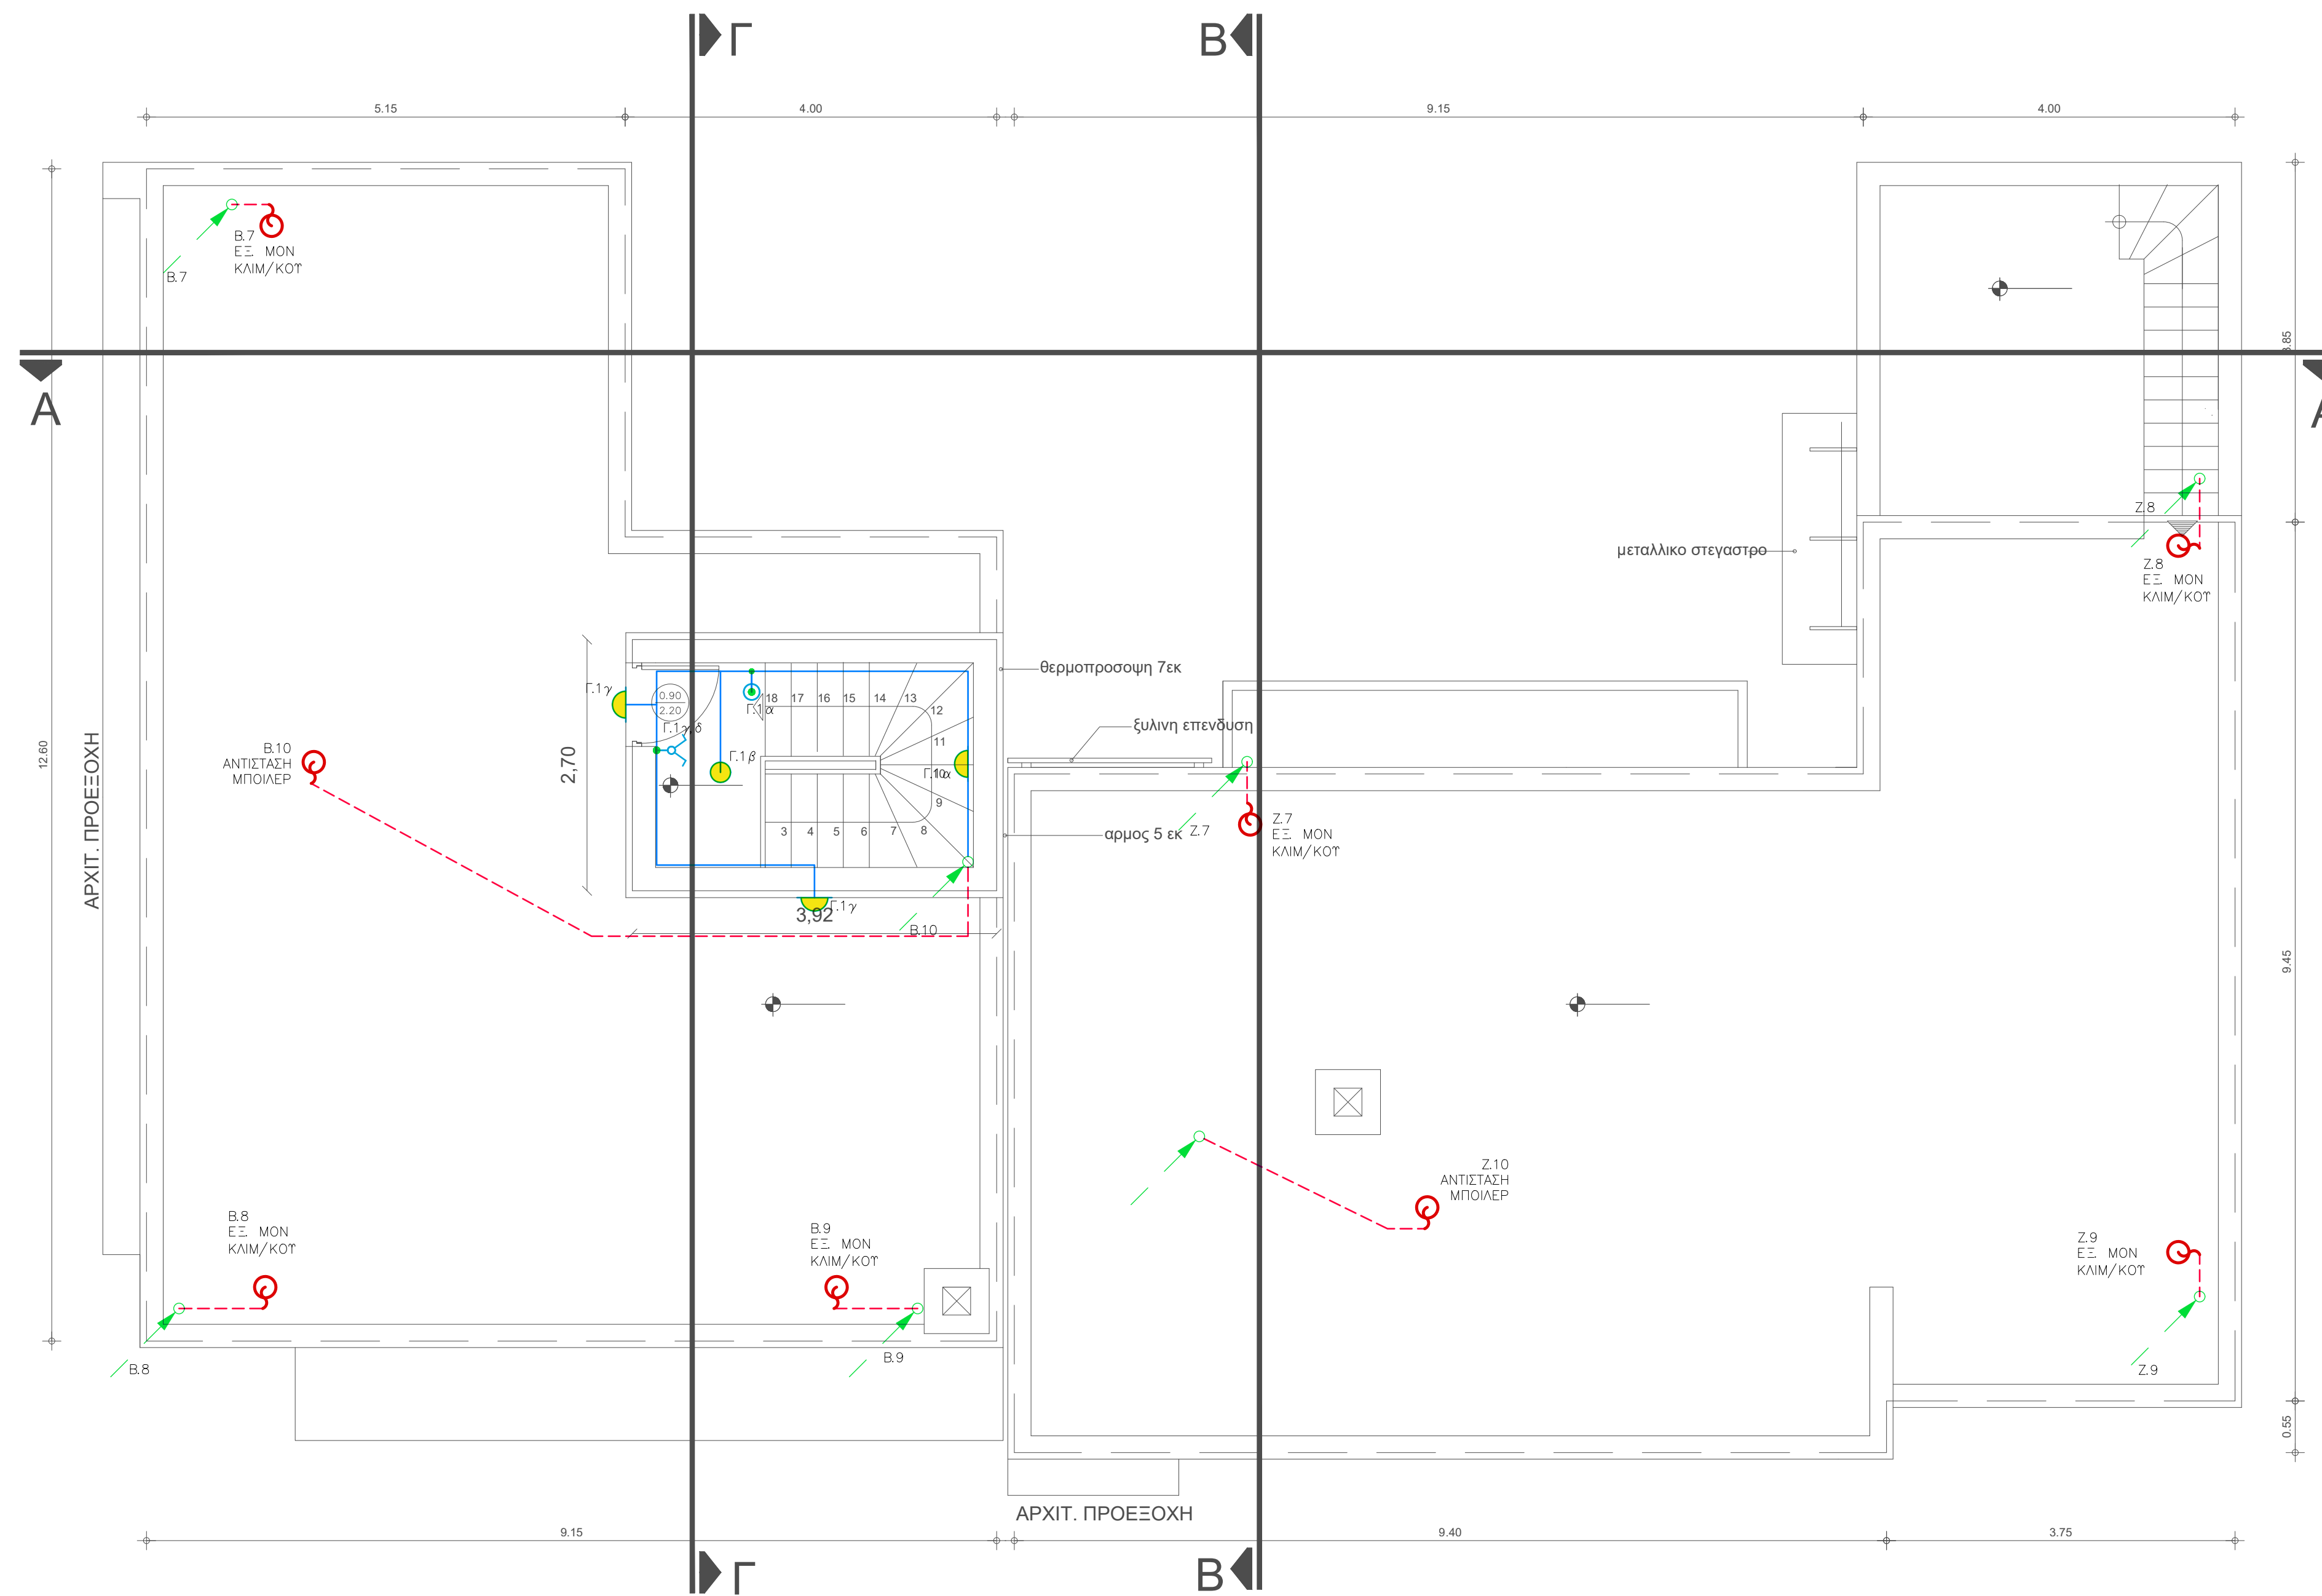 Γ
Β
5.15
4.00
9.15
4.00
Β.7
ΕΞ. ΜΟΝ
ΚΛΙΜ/ΚΟΥ
Β.7
Α
Α
12.60
ΑΡΧΙΤ. ΠΡΟΕΞΟΧΗ
Β.10
ΑΝΤΙΣΤΑΣΗ
ΜΠΟΙΛΕΡ
2,70
Γ.1γ
0.90
2.20
Γ.1γ,δ
Γ.1α
Γ.1β
18
17
16
15
14
13
12
11
10
Γ.1α
9
8
7
6
5
4
3
Γ.1γ
3,92
Β.10
θερμοπροσοψη 7εκ
ξυλινη επενδυση
αρμος 5 εκ
μεταλλικο στεγαστρο
Ζ.7
Ζ.7
ΕΞ. ΜΟΝ
ΚΛΙΜ/ΚΟΥ
Ζ.8
Ζ.8
ΕΞ. ΜΟΝ
ΚΛΙΜ/ΚΟΥ
9.45
Ζ.10
ΑΝΤΙΣΤΑΣΗ
ΜΠΟΙΛΕΡ
Β.8
ΕΞ. ΜΟΝ
ΚΛΙΜ/ΚΟΥ
Β.8
Β.9
ΕΞ. ΜΟΝ
ΚΛΙΜ/ΚΟΥ
Β.9
Ζ.9
ΕΞ. ΜΟΝ
ΚΛΙΜ/ΚΟΥ
Ζ.9
0.55
ΑΡΧΙΤ. ΠΡΟΕΞΟΧΗ
9.15
9.40
3.75
Γ
Β